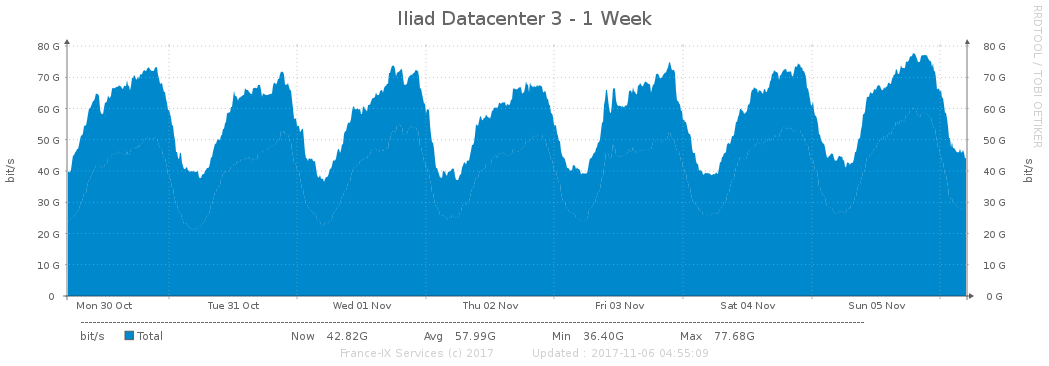 Iliad Datacenter 3 - 1 Week
RRDTOOL / TOBI OETIKER
bit/s
80 G 80 G
70 G 70 G
60 G 60 G
50 G 50 G
40 G 40 G
30 G 30 G
20 G 20 G
10 G 10 G
0 0 G
bit/s
Mon 30 Oct Tue 31 Oct Wed 01 Nov Thu 02 Nov Fri 03 Nov Sat 04 Nov Sun 05 Nov
bit/s Total Now 42.82G Avg 57.99G Min 36.40G Max 77.68G
France-IX Services (c) 2017 Updated : 2017-11-06 04:55:09